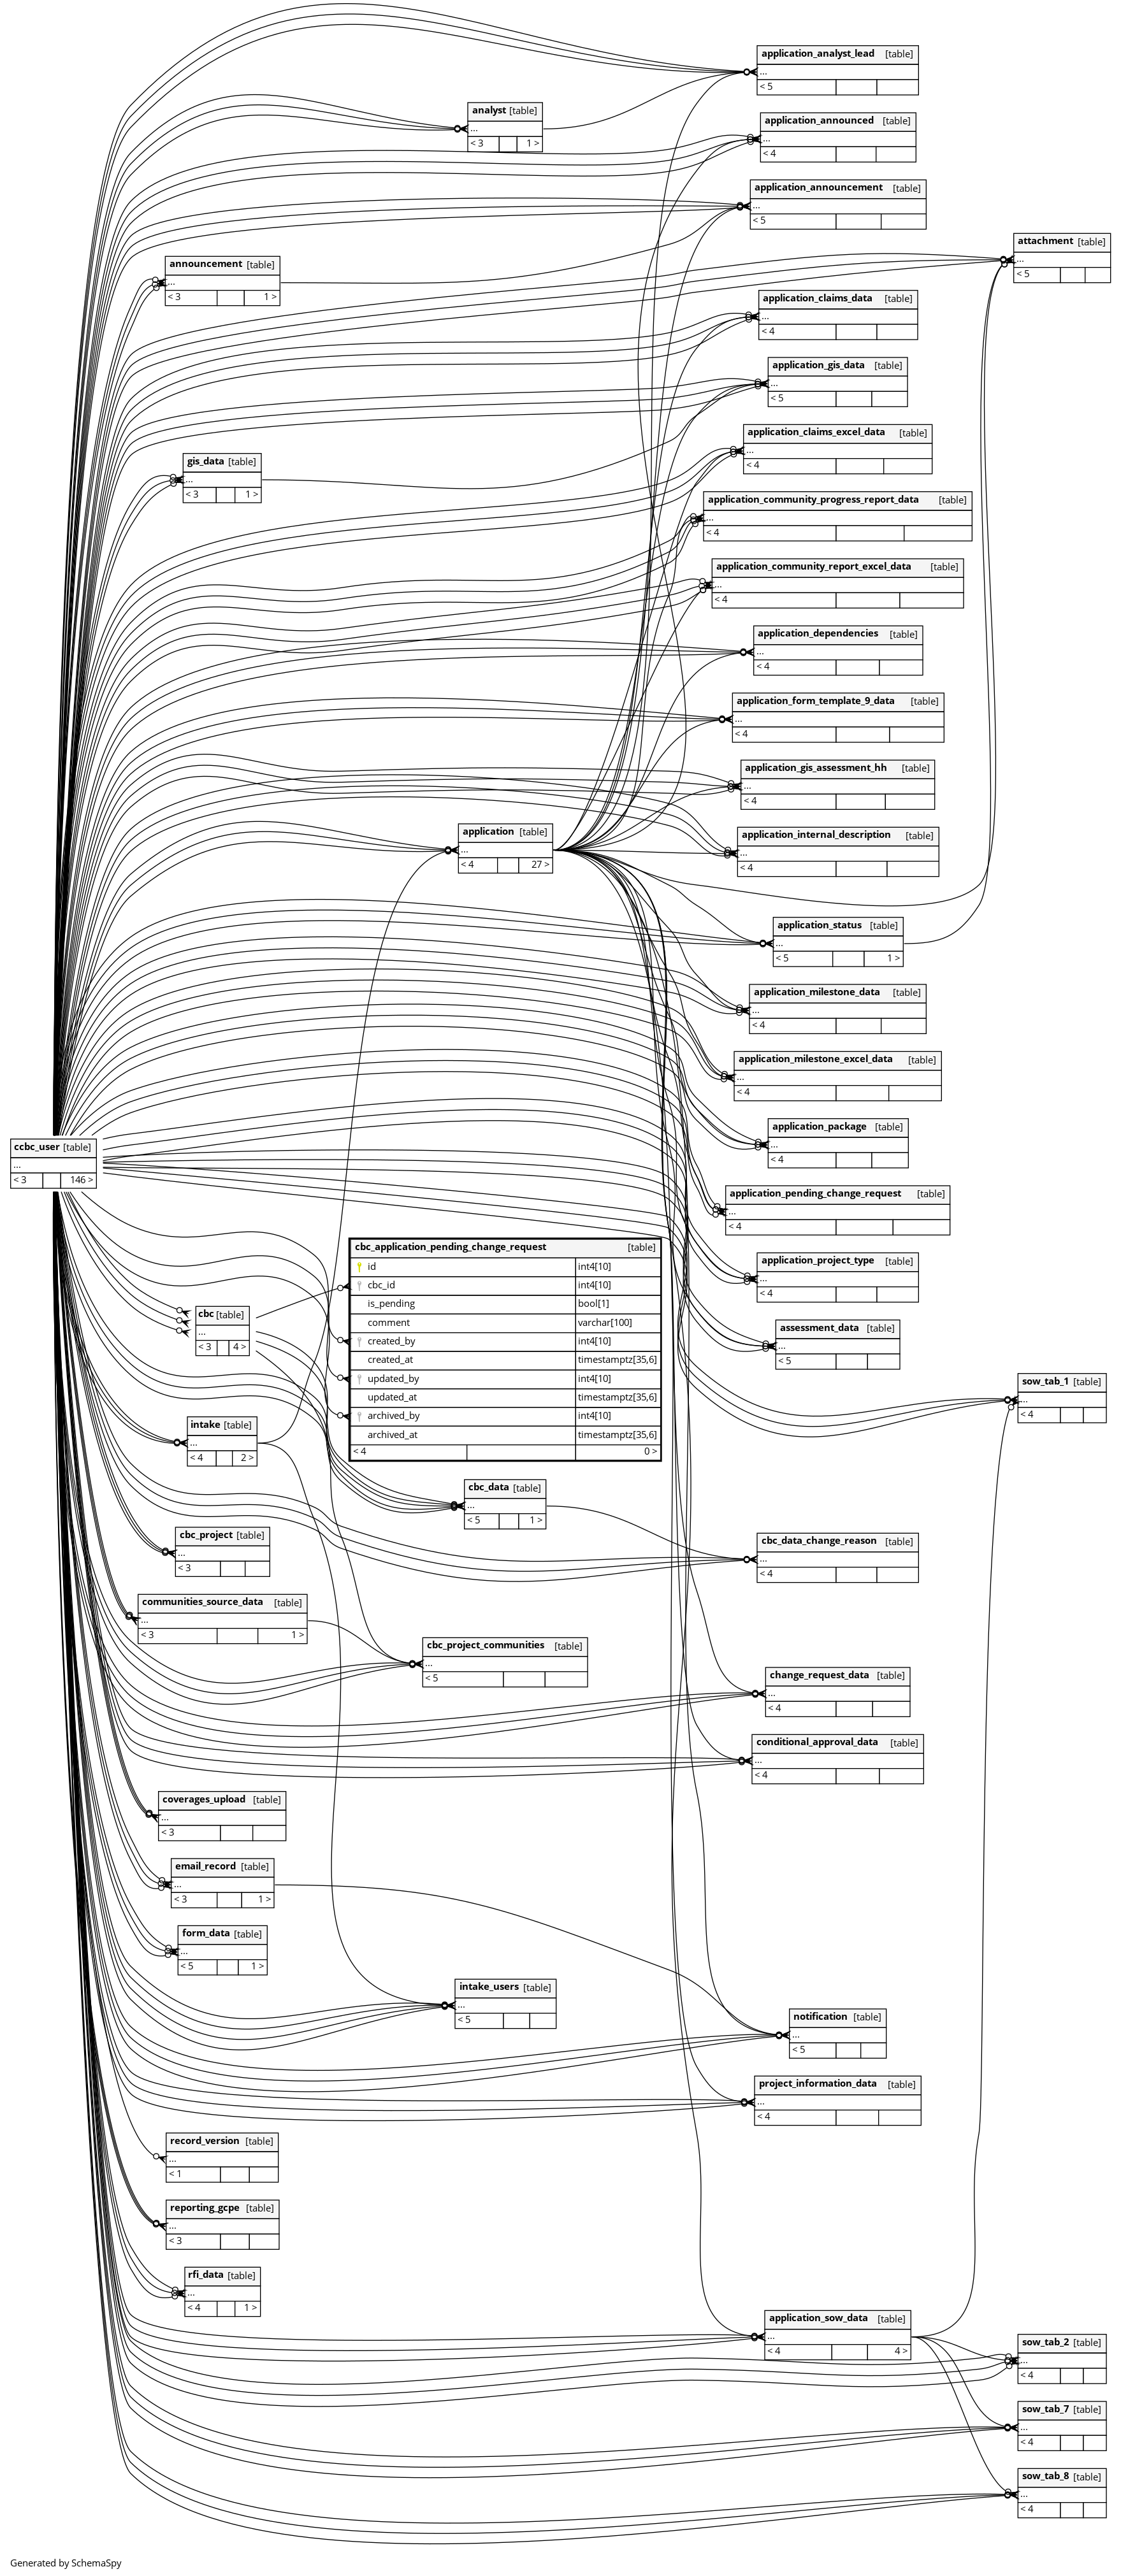 application_analyst_lead [table]
...
< 5
analyst [table]
...
< 3 1 >
application_announced [table]
...
< 4
application_announcement [table]
...
< 5
attachment [table]
...
< 5
announcement [table]
...
< 3 1 >
application_claims_data [table]
...
< 4
application_gis_data [table]
...
< 5
application_claims_excel_data [table]
...
< 4
gis_data [table]
...
< 3 1 >
application_community_progress_report_data [table]
...
< 4
application_community_report_excel_data [table]
...
< 4
application_dependencies [table]
...
< 4
application_form_template_9_data [table]
...
< 4
application_gis_assessment_hh [table]
...
< 4
application [table]
...
< 4 27 >
application_internal_description [table]
...
< 4
application_status [table]
...
< 5 1 >
application_milestone_data [table]
...
< 4
application_milestone_excel_data [table]
...
< 4
application_package [table]
...
< 4
ccbc_user [table]
...
< 3 146 >
application_pending_change_request [table]
...
< 4
cbc_application_pending_change_request [table]
id int4[10]
cbc_id int4[10]
is_pending bool[1]
comment varchar[100]
created_by int4[10]
created_at timestamptz[35,6]
updated_by int4[10]
updated_at timestamptz[35,6]
archived_by int4[10]
archived_at timestamptz[35,6]
< 4 0 >
application_project_type [table]
...
< 4
cbc [table]
...
< 3 4 >
assessment_data [table]
...
< 5
sow_tab_1 [table]
...
< 4
intake [table]
...
< 4 2 >
cbc_data [table]
...
< 5 1 >
cbc_project [table]
...
< 3
cbc_data_change_reason [table]
...
< 4
communities_source_data [table]
...
< 3 1 >
cbc_project_communities [table]
...
< 5
change_request_data [table]
...
< 4
conditional_approval_data [table]
...
< 4
coverages_upload [table]
...
< 3
email_record [table]
...
< 3 1 >
form_data [table]
...
< 5 1 >
intake_users [table]
...
< 5
notification [table]
...
< 5
project_information_data [table]
...
< 4
record_version [table]
...
< 1
reporting_gcpe [table]
...
< 3
rfi_data [table]
...
< 4 1 >
application_sow_data [table]
...
< 4 4 >
sow_tab_2 [table]
...
< 4
sow_tab_7 [table]
...
< 4
sow_tab_8 [table]
...
< 4
Generated by SchemaSpy